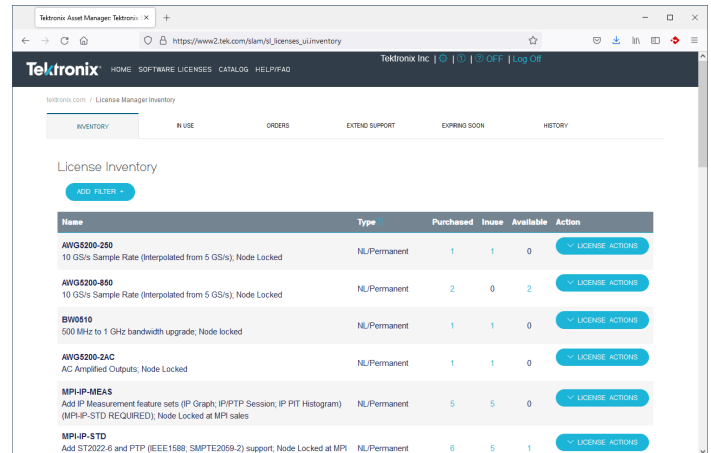 Tektronix Asset Manager: Tektronix
https://www2.tek.com/slam/sl_licenses_ui.inventory
Tektronix Inc | | ① | ? OFF | Log Off
Tektronix HOME SOFTWARE LICENSES CATALOG HELP/FAQ
tektronix.com / License Manager Inventory
INVENTORY IN USE ORDERS EXTEND SUPPORT EXPIRING SOON HISTORY
License Inventory
ADD FILTER +
Name Type Purchased Inuse Available Action
AWG5200-250
10 GS/s Sample Rate (Interpolated from 5 GS/s); Node Locked NL/Permanent 1 1 0 LICENSE ACTIONS
AWG5200-850
10 GS/s Sample Rate (Interpolated from 5 GS/s); Node Locked NL/Permanent 2 0 2 LICENSE ACTIONS
BW0510
500 MHz to 1 GHz bandwidth upgrade; Node locked NL/Permanent 1 1 0 LICENSE ACTIONS
AWG5200-2AC
AC Amplified Outputs; Node Locked NL/Permanent 1 1 0 LICENSE ACTIONS
MPI-IP-MEAS
Add IP Measurement feature sets (IP Graph; IP/PTP Session; IP PIT Histogram) NL/Permanent 5 5 0 LICENSE ACTIONS
(MPI-IP-STD REQUIRED); Node Locked at MPI sales
MPI-IP-STD
Add ST2022-6 and PTP (IEEE1588; SMPTE2059-2) support; Node Locked at MPI NL/Permanent 6 5 1 LICENSE ACTIONS